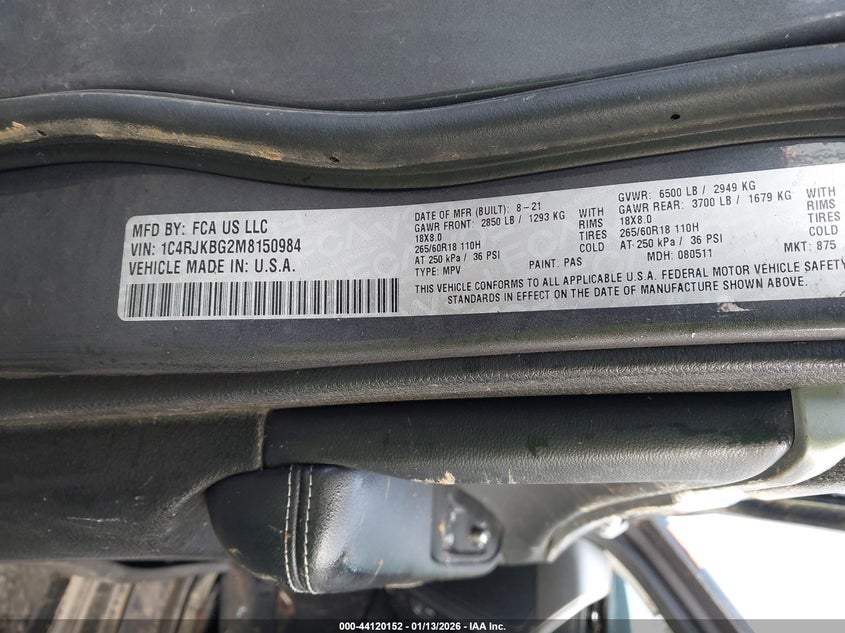 MFD BY: FCA US LLC
VIN: 1C4RJKBG2M8150984
VEHICLE MADE IN: U.S.A.
DATE OF MFR (BUILT): 8-21 GVWR: 6500 LB / 2949 KG
GAWR FRONT: 2850 LB / 1293 KG WITH GAWR REAR: 3700 LB / 1679 KG WITH
18X8.0 RIMS 18X8.0 RIMS
265/60R18 110H TIRES 265/60R18 110H TIRES
AT 250 kPa / 36 PSI COLD AT 250 kPa / 36 PSI COLD
TYPE: MPV PAINT: PAS MDH: 080511 MKT: 875
THIS VEHICLE CONFORMS TO ALL APPLICABLE U.S.A. FEDERAL MOTOR VEHICLE SAFETY
STANDARDS IN EFFECT ON THE DATE OF MANUFACTURE SHOWN ABOVE.
000-44120152 - 01/13/2026 - IAA Inc.